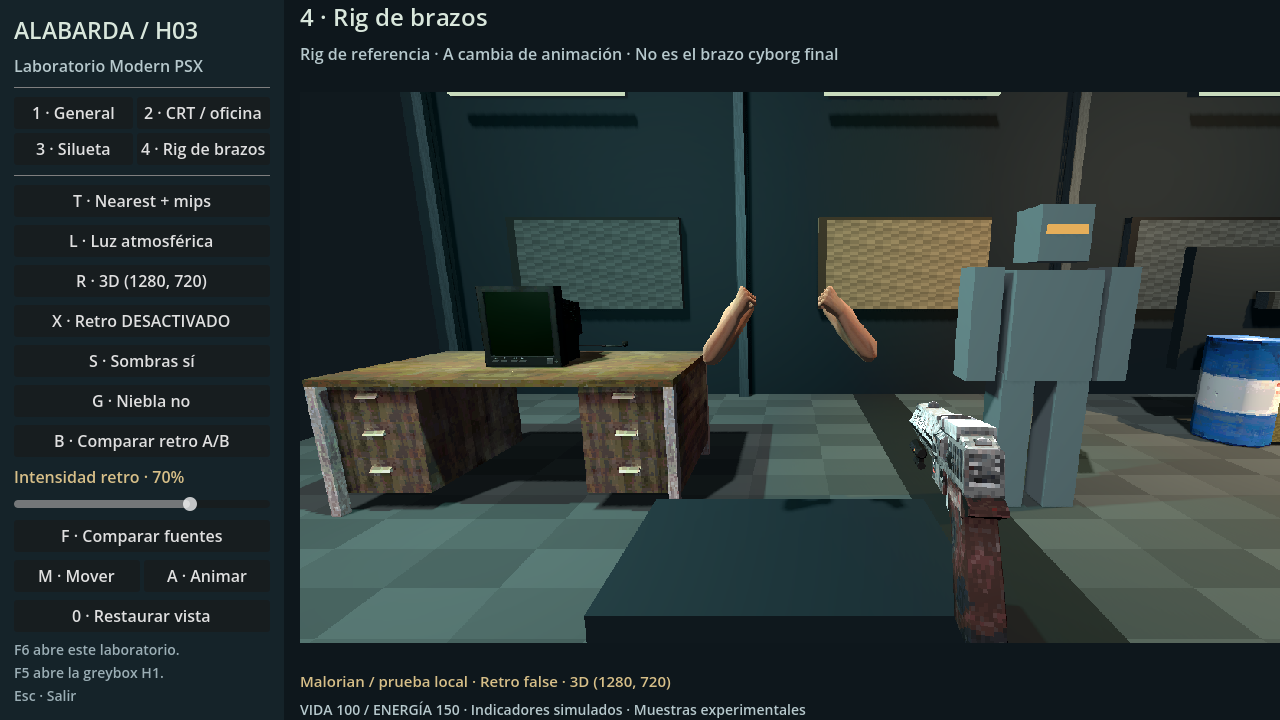 ALABARDA / H03
Laboratorio Modern PSX
1 · General
2 · CRT / oficina
3 · Silueta
4 · Rig de brazos
T · Nearest + mips
L · Luz atmosférica
R · 3D (1280, 720)
X · Retro DESACTIVADO
S · Sombras sí
G · Niebla no
B · Comparar retro A/B
Intensidad retro · 70%
F · Comparar fuentes
M · Mover
A · Animar
0 · Restaurar vista
F6 abre este laboratorio.
F5 abre la greybox H1.
Esc · Salir
4 · Rig de brazos
Rig de referencia · A cambia de animación · No es el brazo cyborg final
Malorian / prueba local · Retro false · 3D (1280, 720)
VIDA 100 / ENERGÍA 150 · Indicadores simulados · Muestras experimentales